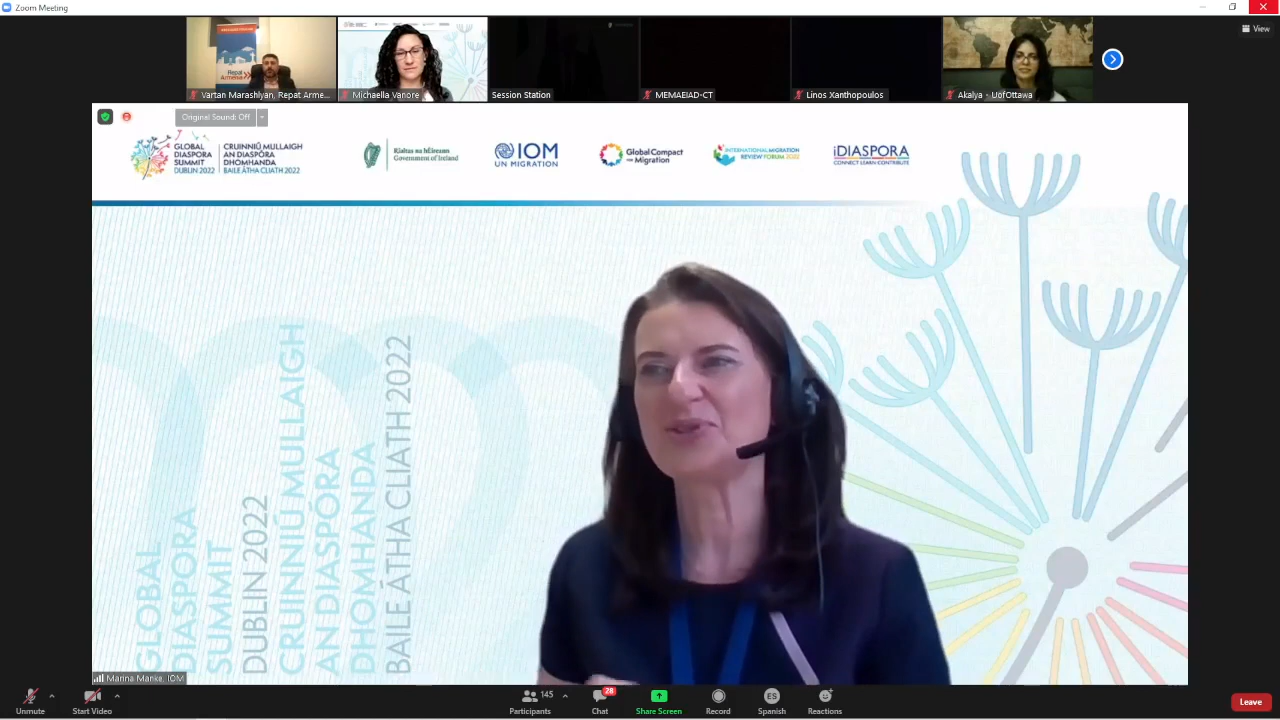 Zoom Meeting
View
Vartan Marashlyan, Repat Arme...
Michaella Vanore
Session Station
MEMAEIAD-CT
Linos Xanthopoulos
Akalya - UofOttawa
Original Sound: Off
GLOBAL
DIASPORA
SUMMIT
DUBLIN 2022
CRUINNIÚ MULLAIGH
AN DIASPÓRA
DHOMHANDA
BAILE ÁTHA CLIATH 2022
Rialtas na hÉireann
Government of Ireland
IOM
UN MIGRATION
Global Compact
FOR Migration
INTERNATIONAL MIGRATION
REVIEW FORUM 2022
iDIASPORA
CONNECT LEARN CONTRIBUTE
GLOBAL
DIASPORA
SUMMIT
DUBLIN 2022
CRUINNIÚ MULLAIGH
AN DIASPÓRA
DHOMHANDA
BAILE ÁTHA CLIATH 2022
Marina Manke, IOM
Unmute
Start Video
145
Participants
28
Chat
Share Screen
Record
ES
Spanish
Reactions
Leave